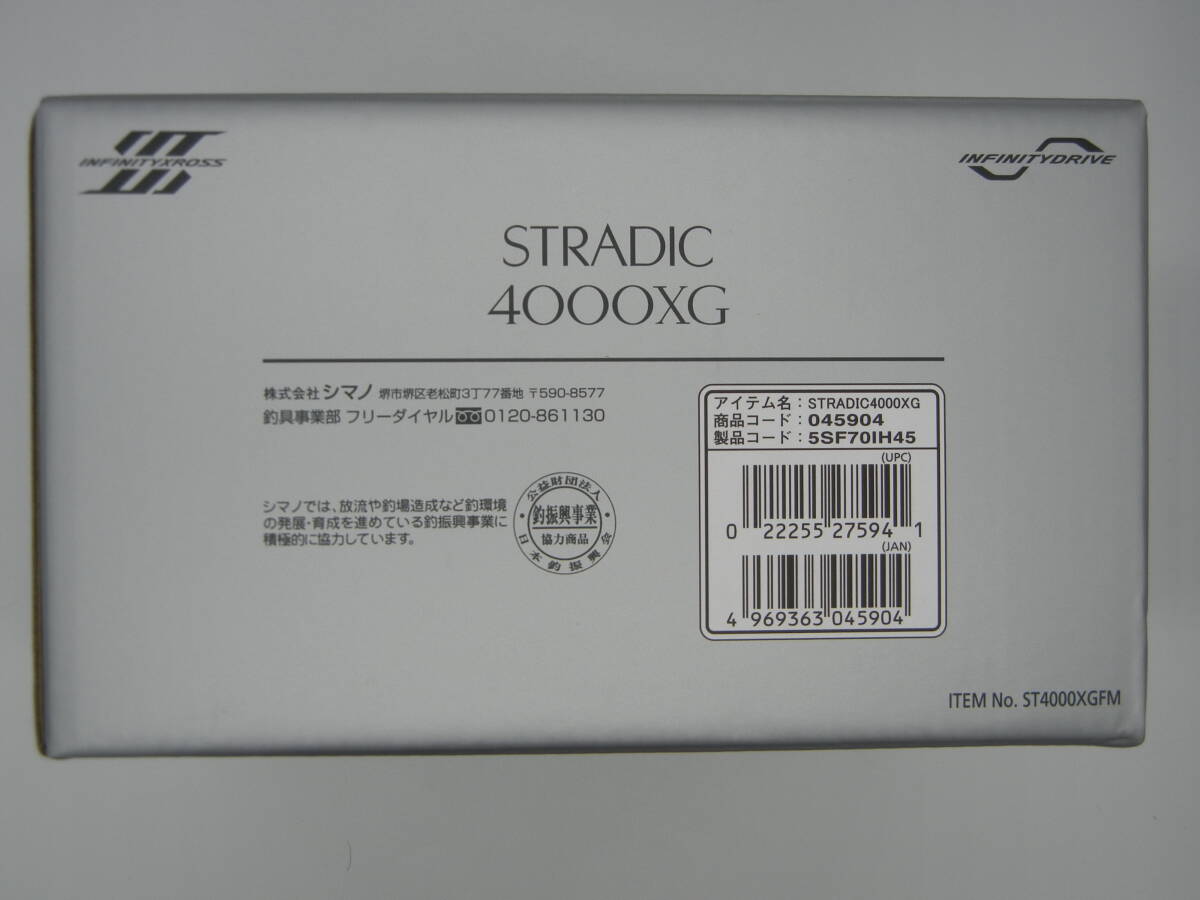 INFINITYXROSS
INFINITYDRIVE
STRADIC
4000XG
株式会社 シマノ 堺市堺区老松町3丁77番地 〒590-8577
釣具事業部 フリーダイヤル 0120-861130
シマノでは、放流や釣場造成など釣環境
の発展・育成を進めている釣振興事業に
積極的に協力しています。
公益財団法人
釣振興事業
協力商品
日本釣振興会
アイテム名：STRADIC4000XG
商品コード：045904
製品コード：5SF70IH45
(UPC)
0 22255 27594 1
(JAN)
4 969363 045904
ITEM No. ST4000XGFM